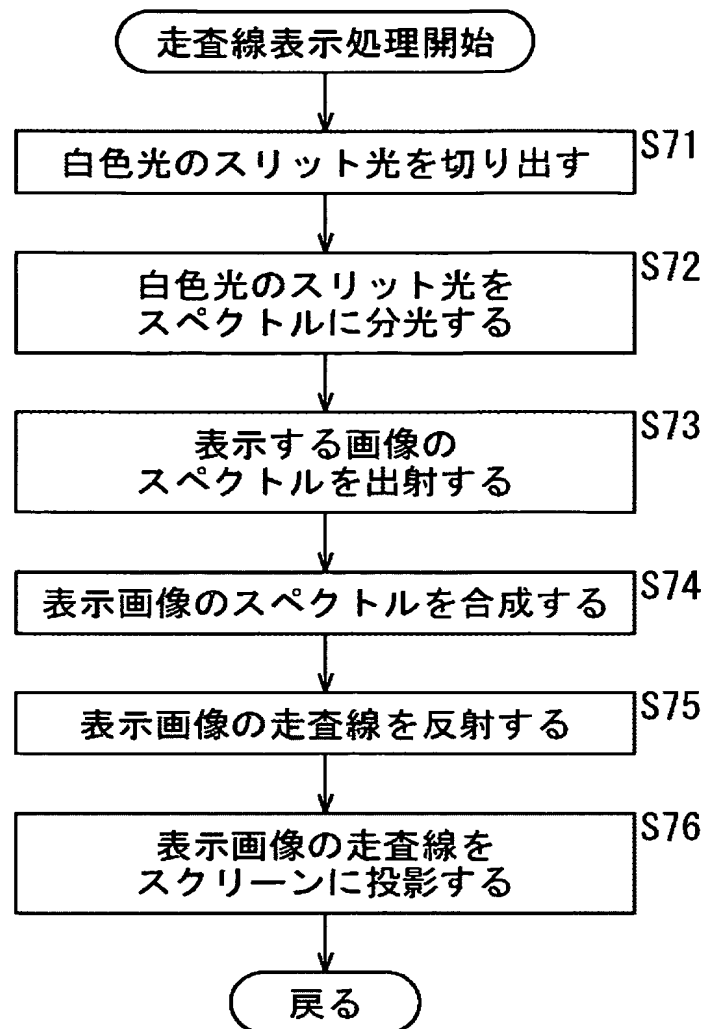 走査線表示処理開始
S71
白色光のスリット光を切り出す
S72
白色光のスリット光を
スペクトルに分光する
S73
表示する画像の
スペクトルを出射する
S74
表示画像のスペクトルを合成する
S75
表示画像の走査線を反射する
S76
表示画像の走査線を
スクリーンに投影する
戻る